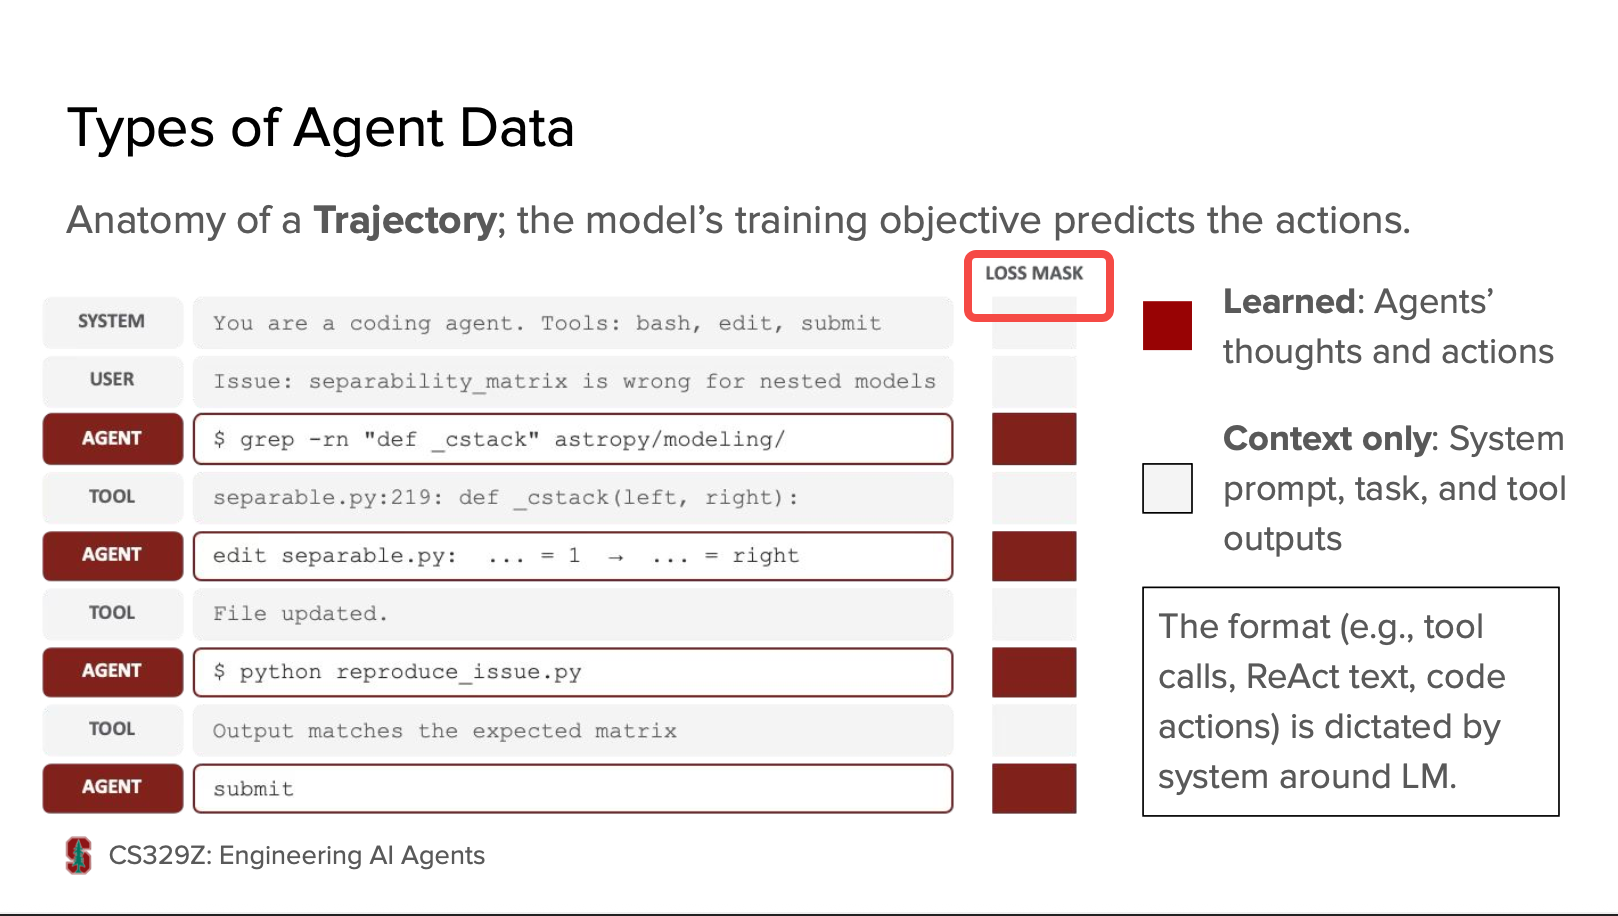 Types of Agent Data
Anatomy of a Trajectory; the model’s training objective predicts the actions.
LOSS MASK
SYSTEM
You are a coding agent. Tools: bash, edit, submit
USER
Issue: separability_matrix is wrong for nested models
AGENT
$ grep -rn "def _cstack" astropy/modeling/
TOOL
separable.py:219: def _cstack(left, right):
AGENT
edit separable.py: ... = 1 → ... = right
TOOL
File updated.
AGENT
$ python reproduce_issue.py
TOOL
Output matches the expected matrix
AGENT
submit
Learned: Agents’
thoughts and actions
Context only: System
prompt, task, and tool
outputs
The format (e.g., tool
calls, ReAct text, code
actions) is dictated by
system around LM.
CS329Z: Engineering AI Agents